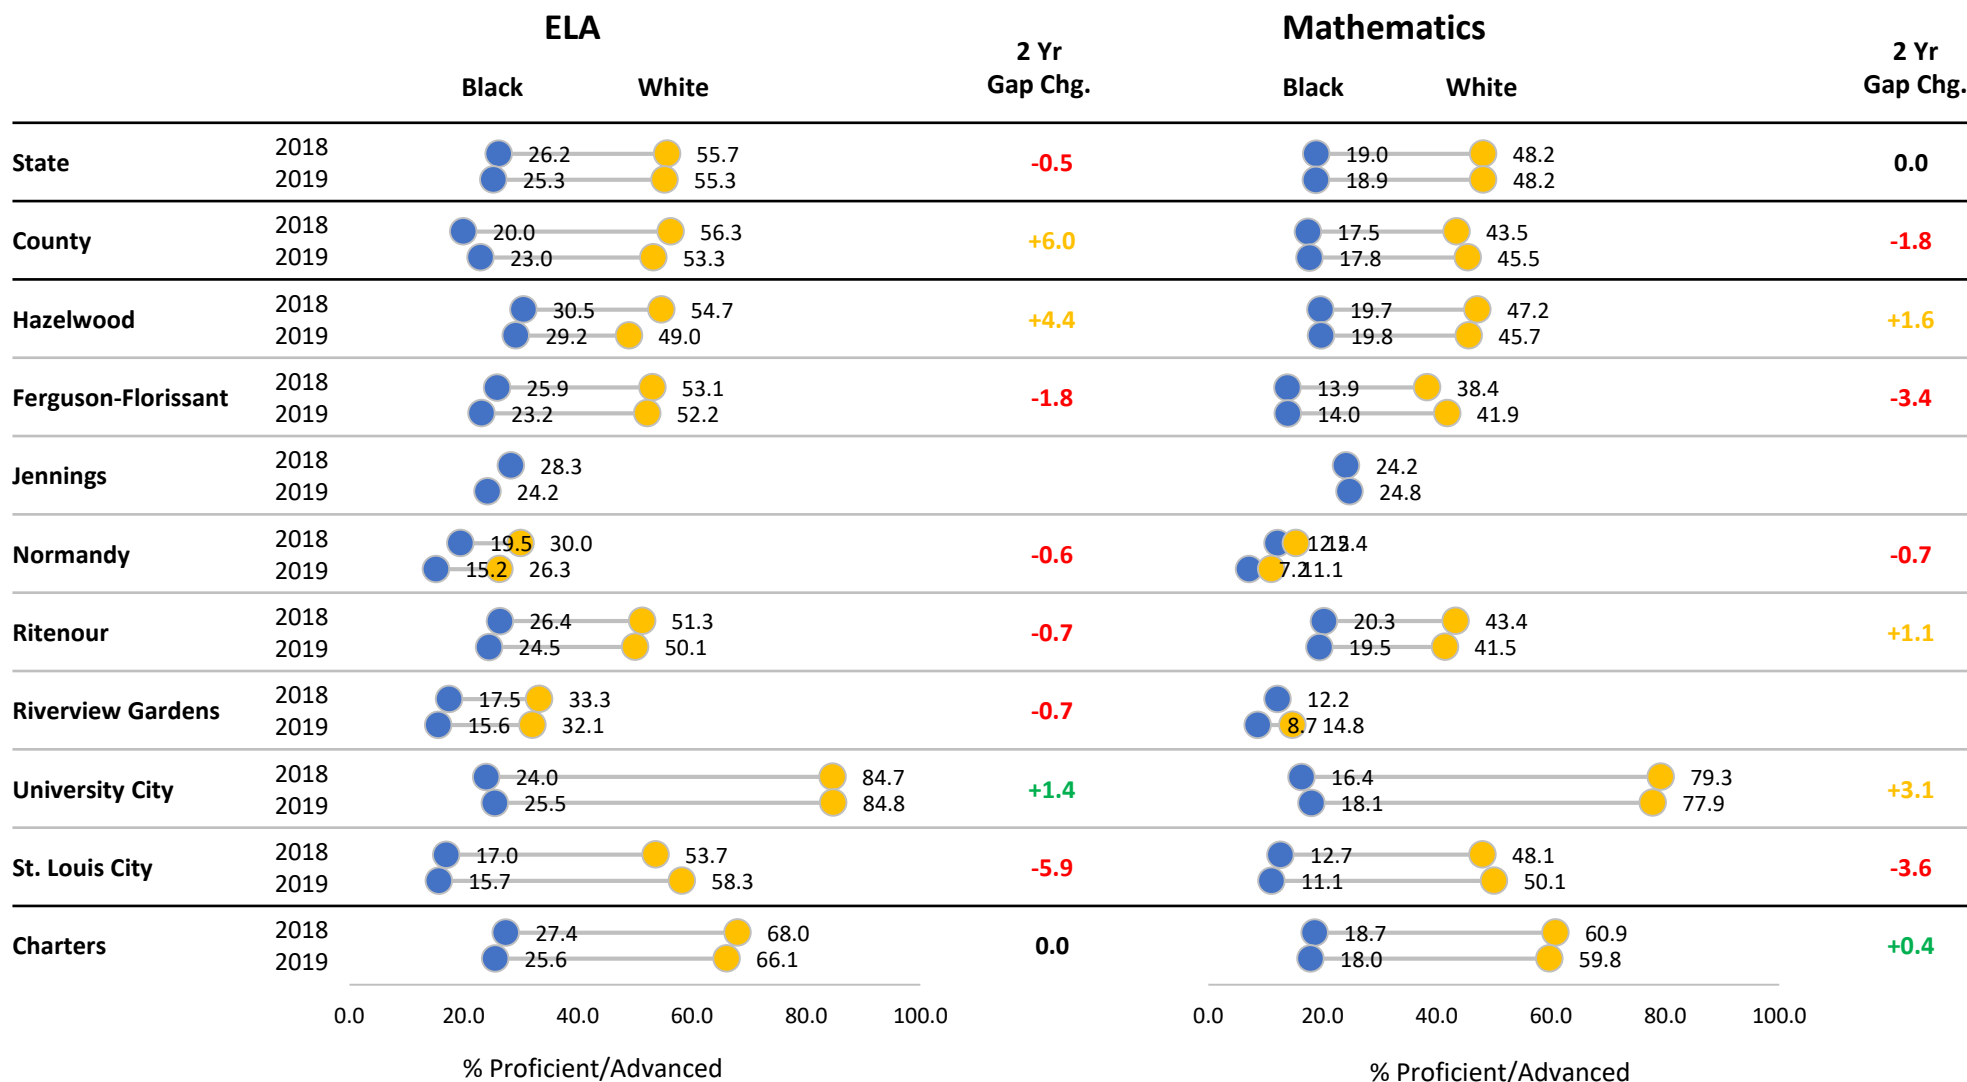 ELA Mathematics
2 Yr Gap Chg. 2 Yr Gap Chg.
Black White Black White
State 2018 26.2 55.7 -0.5 19.0 48.2 0.0
2019 25.3 55.3 18.9 48.2
County 2018 20.0 56.3 +6.0 17.5 43.5 -1.8
2019 23.0 53.3 17.8 45.5
Hazelwood 2018 30.5 54.7 +4.4 19.7 47.2 +1.6
2019 29.2 49.0 19.8 45.7
Ferguson-Florissant 2018 25.9 53.1 -1.8 13.9 38.4 -3.4
2019 23.2 52.2 14.0 41.9
Jennings 2018 28.3 24.2
2019 24.2 24.8
Normandy 2018 19.5 30.0 -0.6 15.4 -0.7
2019 15.2 26.3 7.2 11.1
Ritenour 2018 26.4 51.3 -0.7 20.3 43.4 +1.1
2019 24.5 50.1 19.5 41.5
Riverview Gardens 2018 17.5 33.3 -0.7 12.2
2019 15.6 32.1 8.7 14.8
University City 2018 24.0 84.7 +1.4 16.4 79.3 +3.1
2019 25.5 84.8 18.1 77.9
St. Louis City 2018 17.0 53.7 -5.9 12.7 48.1 -3.6
2019 15.7 58.3 11.1 50.1
Charters 2018 27.4 68.0 0.0 18.7 60.9 +0.4
2019 25.6 66.1 18.0 59.8
0.0 20.0 40.0 60.0 80.0 100.0 0.0 20.0 40.0 60.0 80.0 100.0
% Proficient/Advanced % Proficient/Advanced